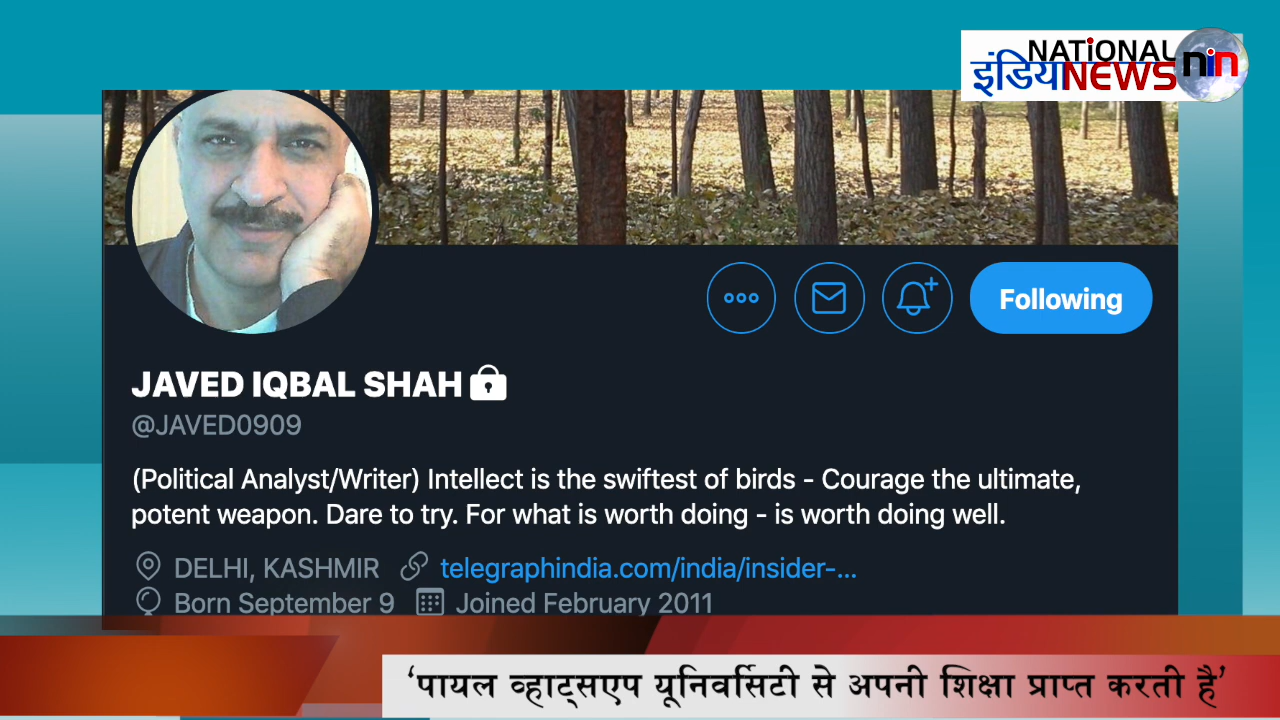 NATIONAL
इंडिया NEWS nin
Following
JAVED IQBAL SHAH
@JAVED0909
(Political Analyst/Writer) Intellect is the swiftest of birds - Courage the ultimate,
potent weapon. Dare to try. For what is worth doing - is worth doing well.
DELHI, KASHMIR telegraphindia.com/india/insider-...
Born September 9 Joined February 2011
‘पायल व्हाट्सएप यूनिवर्सिटी से अपनी शिक्षा प्राप्त करती है’